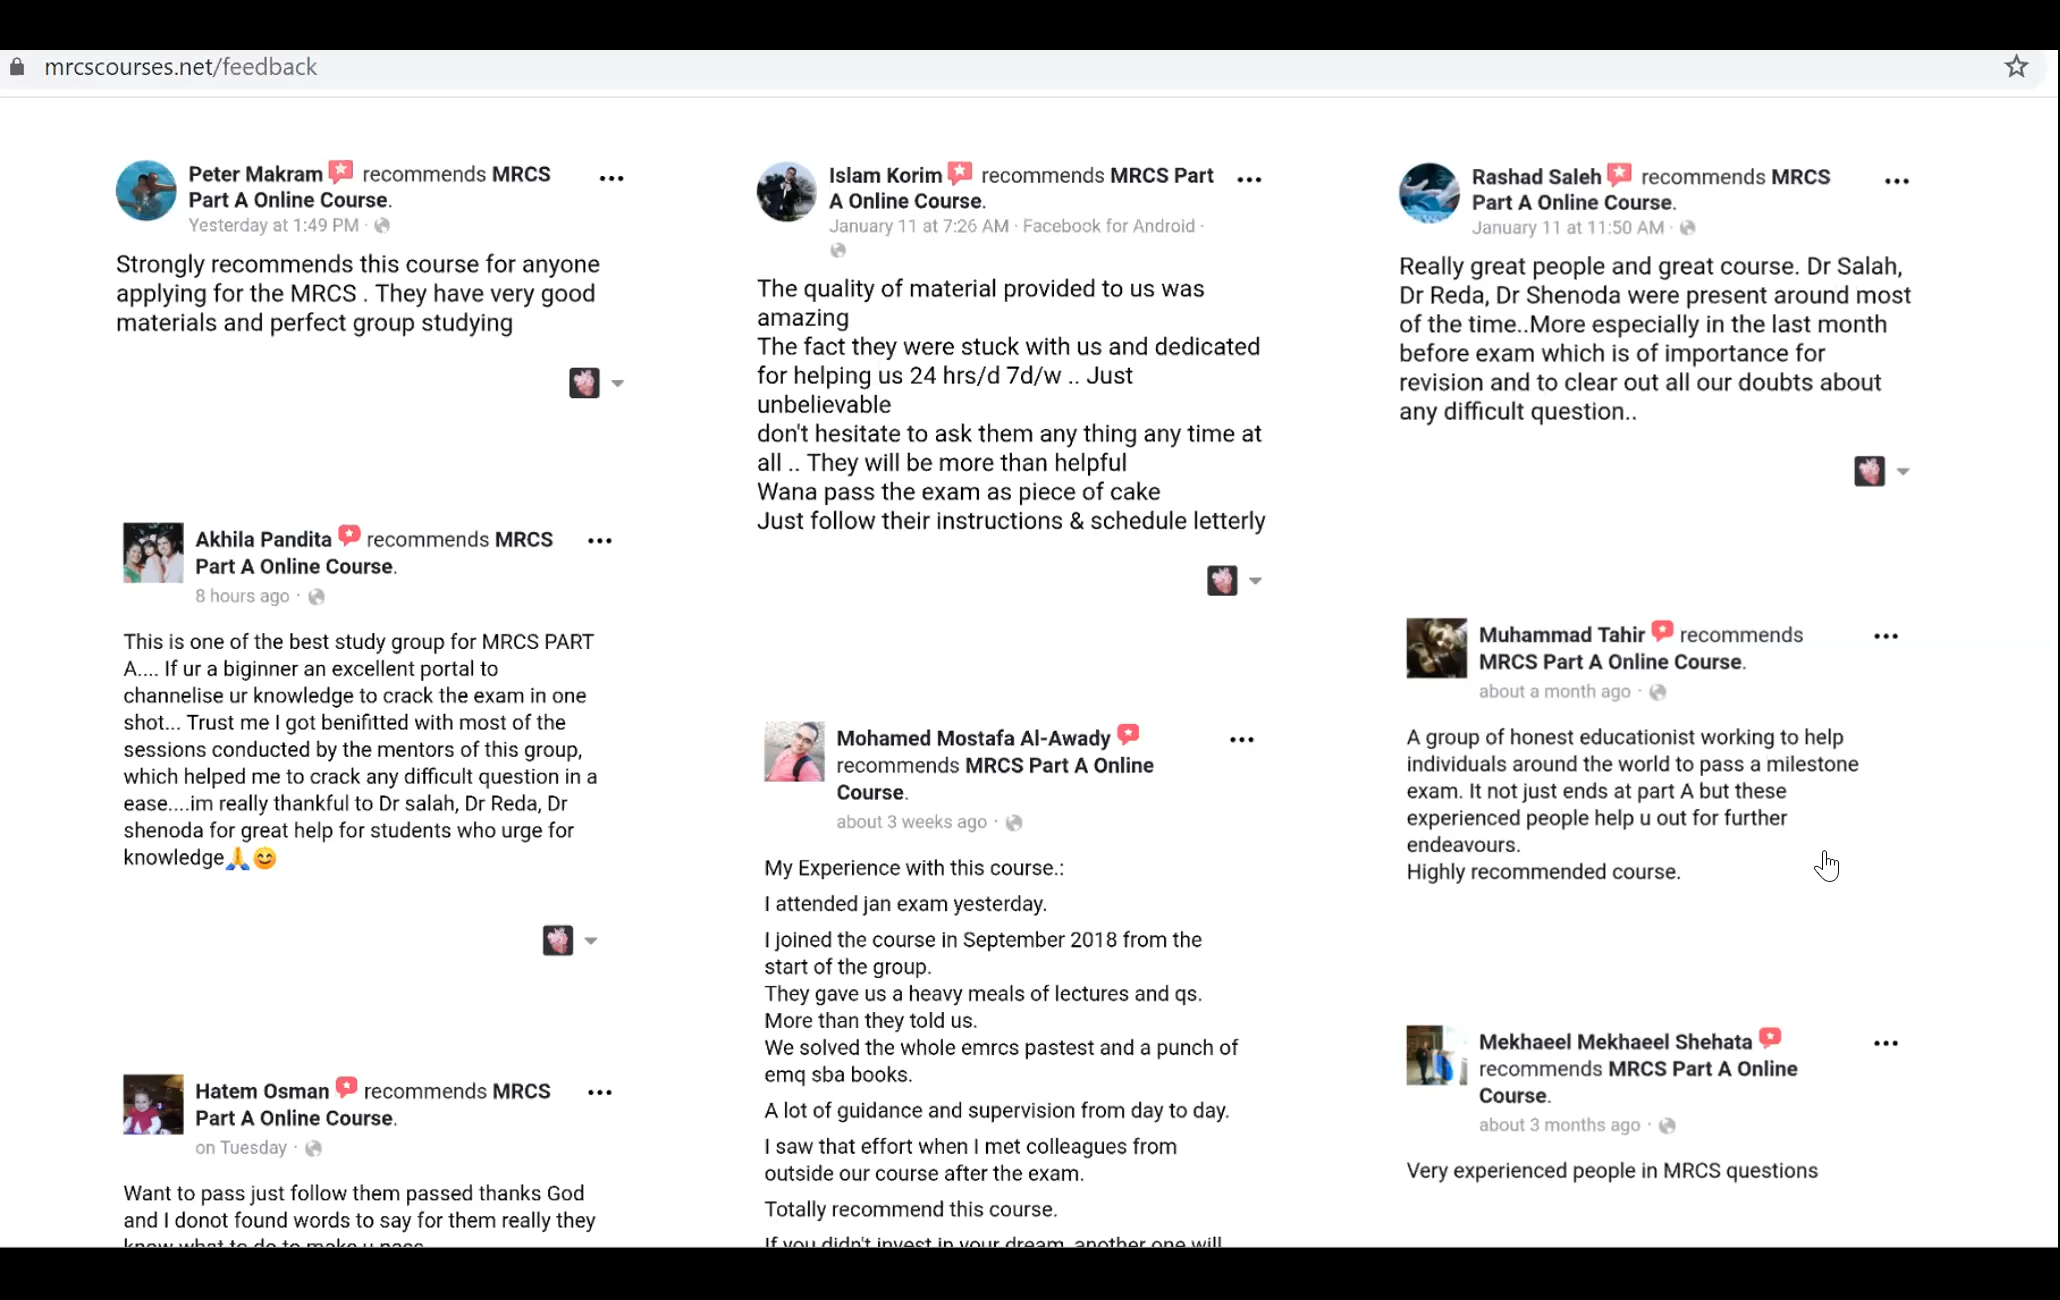 mrcscourses.net/feedback
Peter Makram recommends MRCS
Part A Online Course.
Yesterday at 1:49 PM ·
Strongly recommends this course for anyone
applying for the MRCS . They have very good
materials and perfect group studying
Akhila Pandita recommends MRCS
Part A Online Course.
8 hours ago ·
This is one of the best study group for MRCS PART
A.... If ur a biginner an excellent portal to
channelise ur knowledge to crack the exam in one
shot... Trust me I got benifitted with most of the
sessions conducted by the mentors of this group,
which helped me to crack any difficult question in a
ease....im really thankful to Dr salah, Dr Reda, Dr
shenoda for great help for students who urge for
knowledge🙏😊
Hatem Osman recommends MRCS
Part A Online Course.
on Tuesday ·
Want to pass just follow them passed thanks God
and I donot found words to say for them really they
know what to do to make u pass
Islam Korim recommends MRCS Part
A Online Course.
January 11 at 7:26 AM · Facebook for Android ·
The quality of material provided to us was
amazing
The fact they were stuck with us and dedicated
for helping us 24 hrs/d 7d/w .. Just
unbelievable
don't hesitate to ask them any thing any time at
all .. They will be more than helpful
Wana pass the exam as piece of cake
Just follow their instructions & schedule letterly
Mohamed Mostafa Al-Awady
recommends MRCS Part A Online
Course.
about 3 weeks ago ·
My Experience with this course.:
I attended jan exam yesterday.
I joined the course in September 2018 from the
start of the group.
They gave us a heavy meals of lectures and qs.
More than they told us.
We solved the whole emrcs pastest and a punch of
emq sba books.
A lot of guidance and supervision from day to day.
I saw that effort when I met colleagues from
outside our course after the exam.
Totally recommend this course.
If you didn't invest in your dream, another one will
Rashad Saleh recommends MRCS
Part A Online Course.
January 11 at 11:50 AM ·
Really great people and great course. Dr Salah,
Dr Reda, Dr Shenoda were present around most
of the time..More especially in the last month
before exam which is of importance for
revision and to clear out all our doubts about
any difficult question..
Muhammad Tahir recommends
MRCS Part A Online Course.
about a month ago ·
A group of honest educationist working to help
individuals around the world to pass a milestone
exam. It not just ends at part A but these
experienced people help u out for further
endeavours.
Highly recommended course.
Mekhaeel Mekhaeel Shehata
recommends MRCS Part A Online
Course.
about 3 months ago ·
Very experienced people in MRCS questions